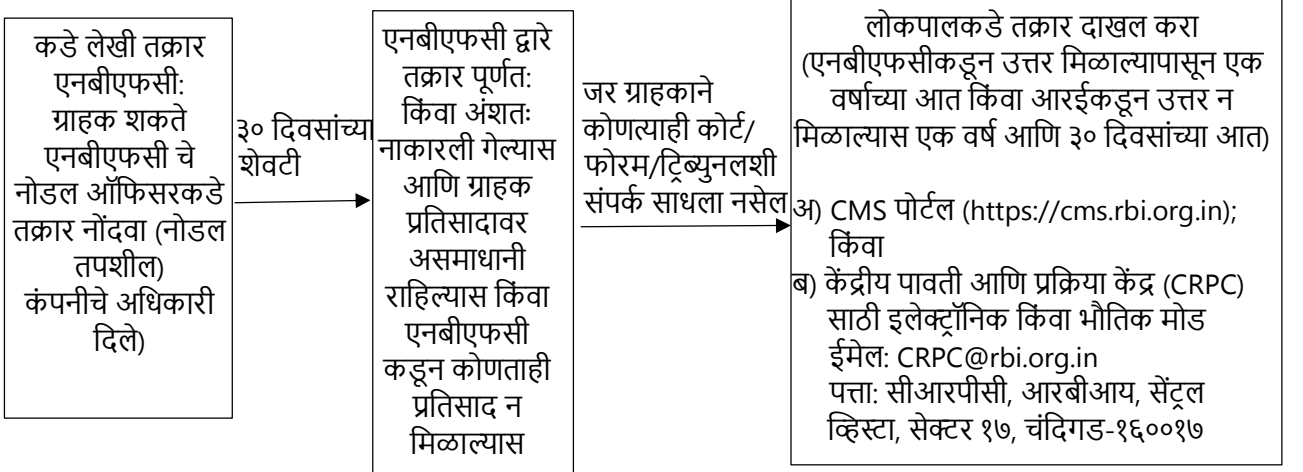 कडे लेखी तक्रार
एनबीएफसी:
ग्राहक शकते
एनबीएफसी चे
नोडल ऑफिसरकडे
तक्रार नोंदवा (नोडल
तपशील)
कंपनीचे अधिकारी
दिले)
३० दिवसांच्या
शेवटी
एनबीएफसी द्वारे
तक्रार पूर्णत:
किंवा अंशतः
नाकारली गेल्यास
आणि ग्राहक
प्रतिसादावर
असमाधानी
राहिल्यास किंवा
एनबीएफसी
कडून कोणताही
प्रतिसाद न
मिळाल्यास
जर ग्राहकाने
कोणत्याही कोर्ट/
फोरम/ट्रिब्युनलशी
संपर्क साधला नसेल
लोकपालकडे तक्रार दाखल करा
(एनबीएफसीकडून उत्तर मिळाल्यापासून एक
वर्षाच्या आत किंवा आरईकडून उत्तर न
मिळाल्यास एक वर्ष आणि ३० दिवसांच्या आत)
अ) CMS पोर्टल (https://cms.rbi.org.in);
किंवा
ब) केंद्रीय पावती आणि प्रक्रिया केंद्र (CRPC)
साठी इलेक्ट्रॉनिक किंवा भौतिक मोड
ईमेल: CRPC@rbi.org.in
पत्ता: सीआरपीसी, आरबीआय, सेंट्रल
व्हिस्टा, सेक्टर १७, चंदिगड-१६००१७